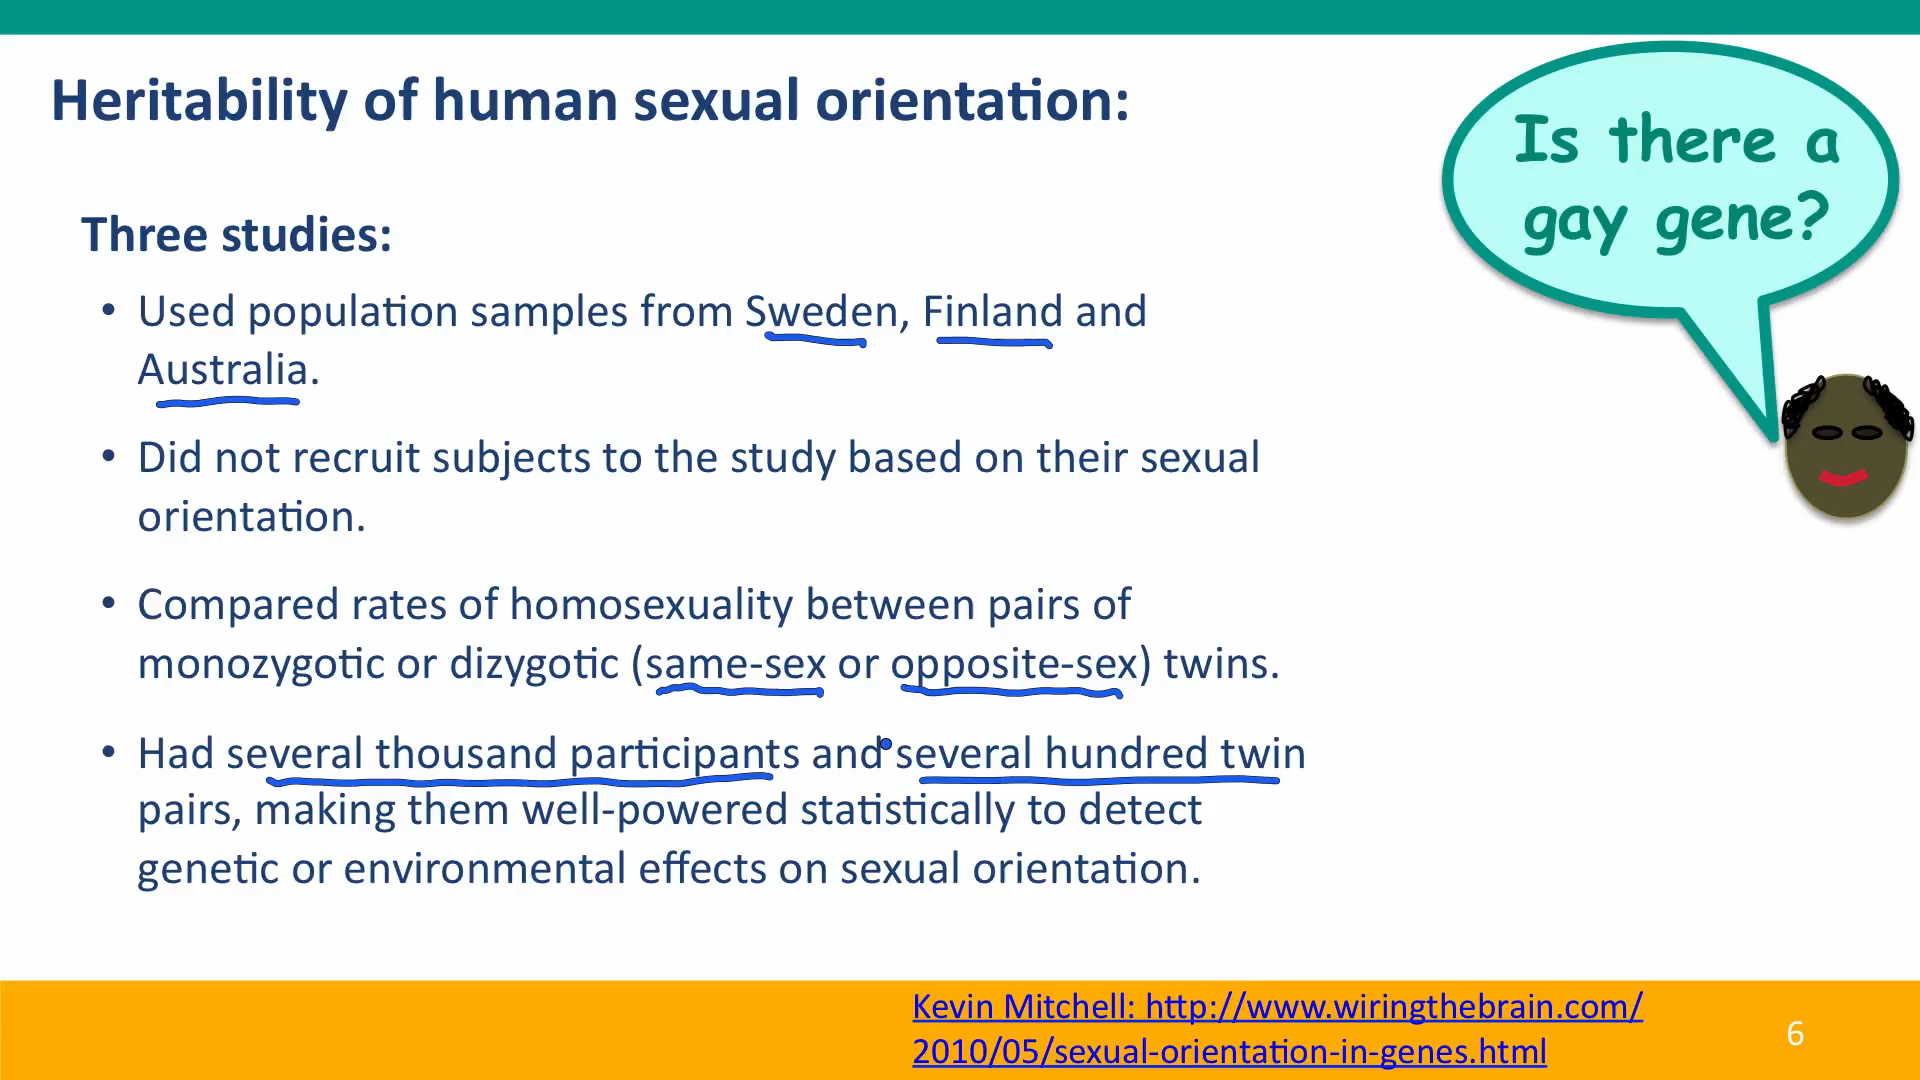 Heritability of human sexual orientation:
Is there a
gay gene?
Three studies:
• Used population samples from Sweden, Finland and
Australia.
• Did not recruit subjects to the study based on their sexual
orientation.
• Compared rates of homosexuality between pairs of
monozygotic or dizygotic (same-sex or opposite-sex) twins.
• Had several thousand participants and several hundred twin
pairs, making them well-powered statistically to detect
genetic or environmental effects on sexual orientation.
Kevin Mitchell: http://www.wiringthebrain.com/
2010/05/sexual-orientation-in-genes.html
6